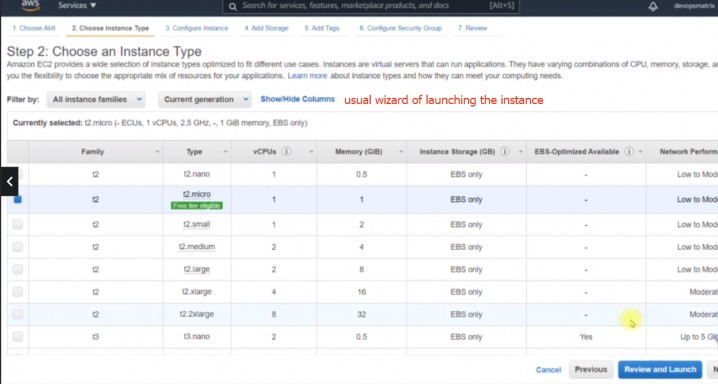 aws Services ▾ Search for services, features, marketplace products, and docs [Alt+S] devopsmatrix
1. Choose AMI 2. Choose Instance Type 3. Configure Instance 4. Add Storage 5. Add Tags 6. Configure Security Group 7. Review
Step 2: Choose an Instance Type
Amazon EC2 provides a wide selection of instance types optimized to fit different use cases. Instances are virtual servers that can run applications. They have varying combinations of CPU, memory, storage, a
you the flexibility to choose the appropriate mix of resources for your applications. Learn more about instance types and how they can meet your computing needs.
Filter by: All instance families Current generation Show/Hide Columns usual wizard of launching the instance
Currently selected: t2.micro (- ECUs, 1 vCPUs, 2.5 GHz, -, 1 GiB memory, EBS only)
Family Type vCPUs Memory (GiB) Instance Storage (GB) EBS-Optimized Available Network Perform
t2 t2.nano 1 0.5 EBS only - Low to Mod
t2 t2.micro 1 1 EBS only - Low to Mod
Free tier eligible
t2 t2.small 1 2 EBS only - Low to Mod
t2 t2.medium 2 4 EBS only - Low to Mod
t2 t2.large 2 8 EBS only - Low to Mod
t2 t2.xlarge 4 16 EBS only - Moderat
t2 t2.2xlarge 8 32 EBS only - Moderat
t3 t3.nano 2 0.5 EBS only Yes Up to 5 Gig
Cancel Previous Review and Launch N